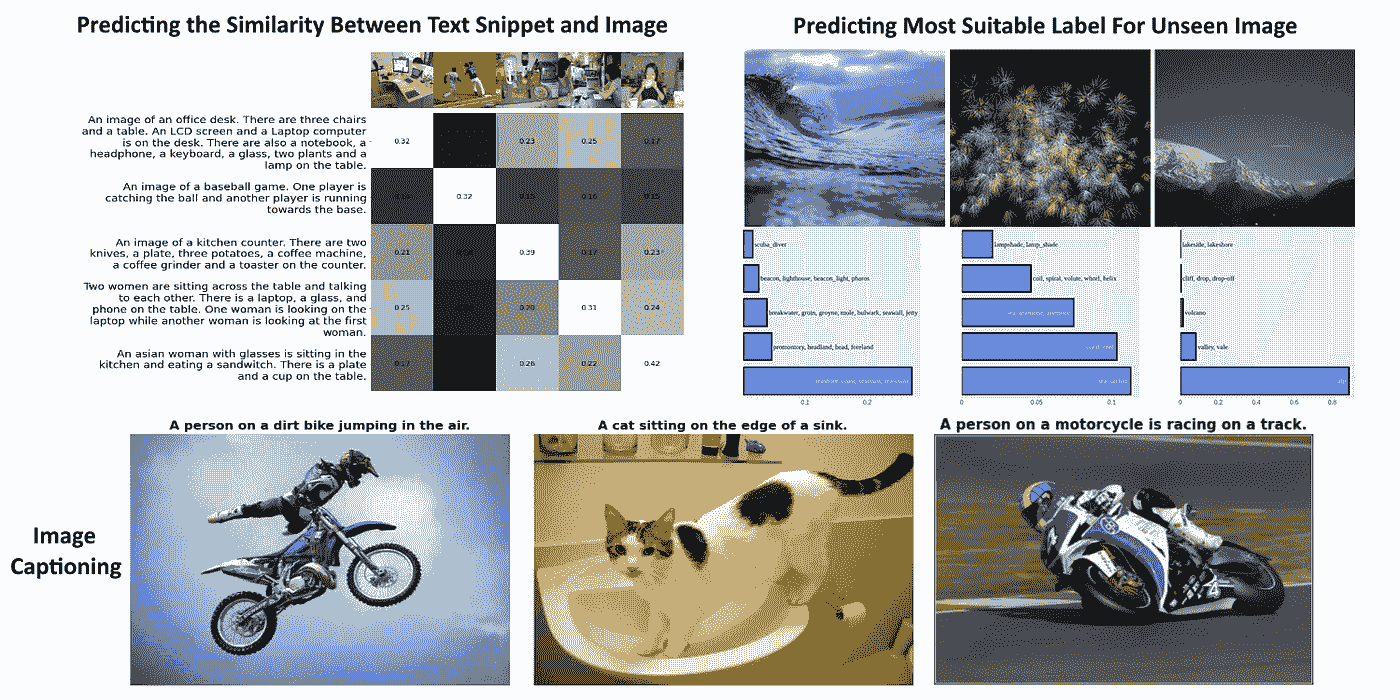 Predicting the Similarity Between Text Snippet and Image
An image of an office desk. There are three chairs
and a table. An LCD screen and a Laptop computer
is on the desk. There are also a notebook, a
headphone, a keyboard, a glass, two plants and a
lamp on the table.
0.32
0.23
0.25
0.17
An image of a baseball game. One player is
catching the ball and another player is running
towards the base.
0.32
0.15
0.16
0.15
An image of a kitchen counter. There are two
knives, a plate, three potatoes, a coffee machine,
a coffee grinder and a toaster on the counter.
0.21
0.39
0.17
0.23
Two women are sitting across the table and talking
to each other. There is a laptop, a glass, and
phone on the table. One woman is looking on the
laptop while another woman is looking at the first
woman.
0.25
0.20
0.31
0.24
An asian woman with glasses is sitting in the
kitchen and eating a sandwitch. There is a plate
and a cup on the table.
0.17
0.26
0.22
0.42
Predicting Most Suitable Label For Unseen Image
scuba_diver
beacon, lighthouse, beacon_light, pharos
breakwater, groin, groyne, mole, bulwark, seawall, jetty
promontory, headland, head, foreland
0.1
0.2
lampshade, lamp_shade
coil, spiral, volute, whorl, helix
0
0.05
0.1
lakeside, lakeshore
cliff, drop, drop-off
volcano
valley, vale
alp
0
0.2
0.4
0.6
0.8
Image
Captioning
A person on a dirt bike jumping in the air.
A cat sitting on the edge of a sink.
A person on a motorcycle is racing on a track.
4